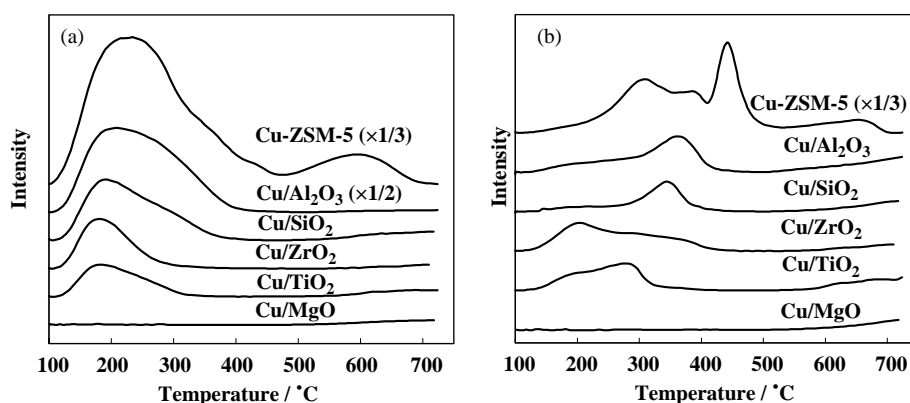 (a)
Intensity
Cu-ZSM-5 (×1/3)
Cu/Al₂O₃ (×1/2)
Cu/SiO₂
Cu/ZrO₂
Cu/TiO₂
Cu/MgO
100 200 300 400 500 600 700
Temperature / °C
(b)
Intensity
Cu-ZSM-5 (×1/3)
Cu/Al₂O₃
Cu/SiO₂
Cu/ZrO₂
Cu/TiO₂
Cu/MgO
100 200 300 400 500 600 700
Temperature / °C